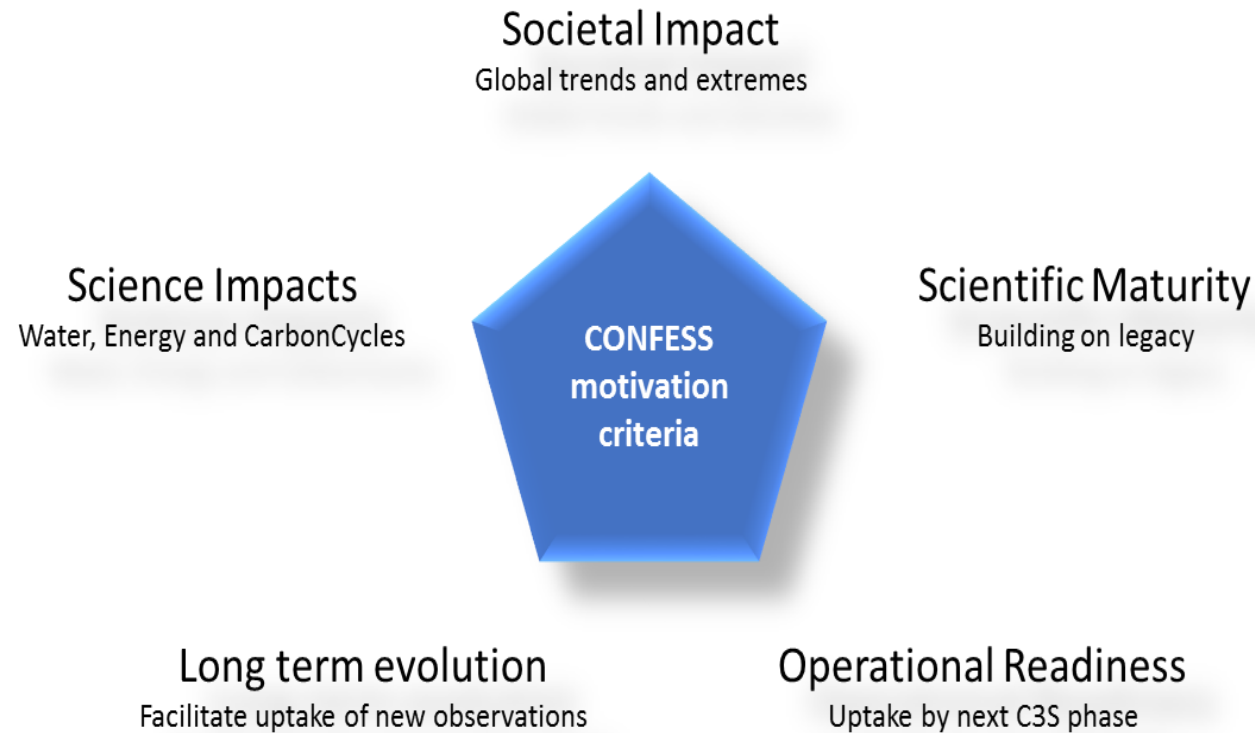 Societal Impact
Global trends and extremes
Science Impacts
Water, Energy and CarbonCycles
Scientific Maturity
Building on legacy
CONFESS
motivation
criteria
Long term evolution
Facilitate uptake of new observations
Operational Readiness
Uptake by next C3S phase